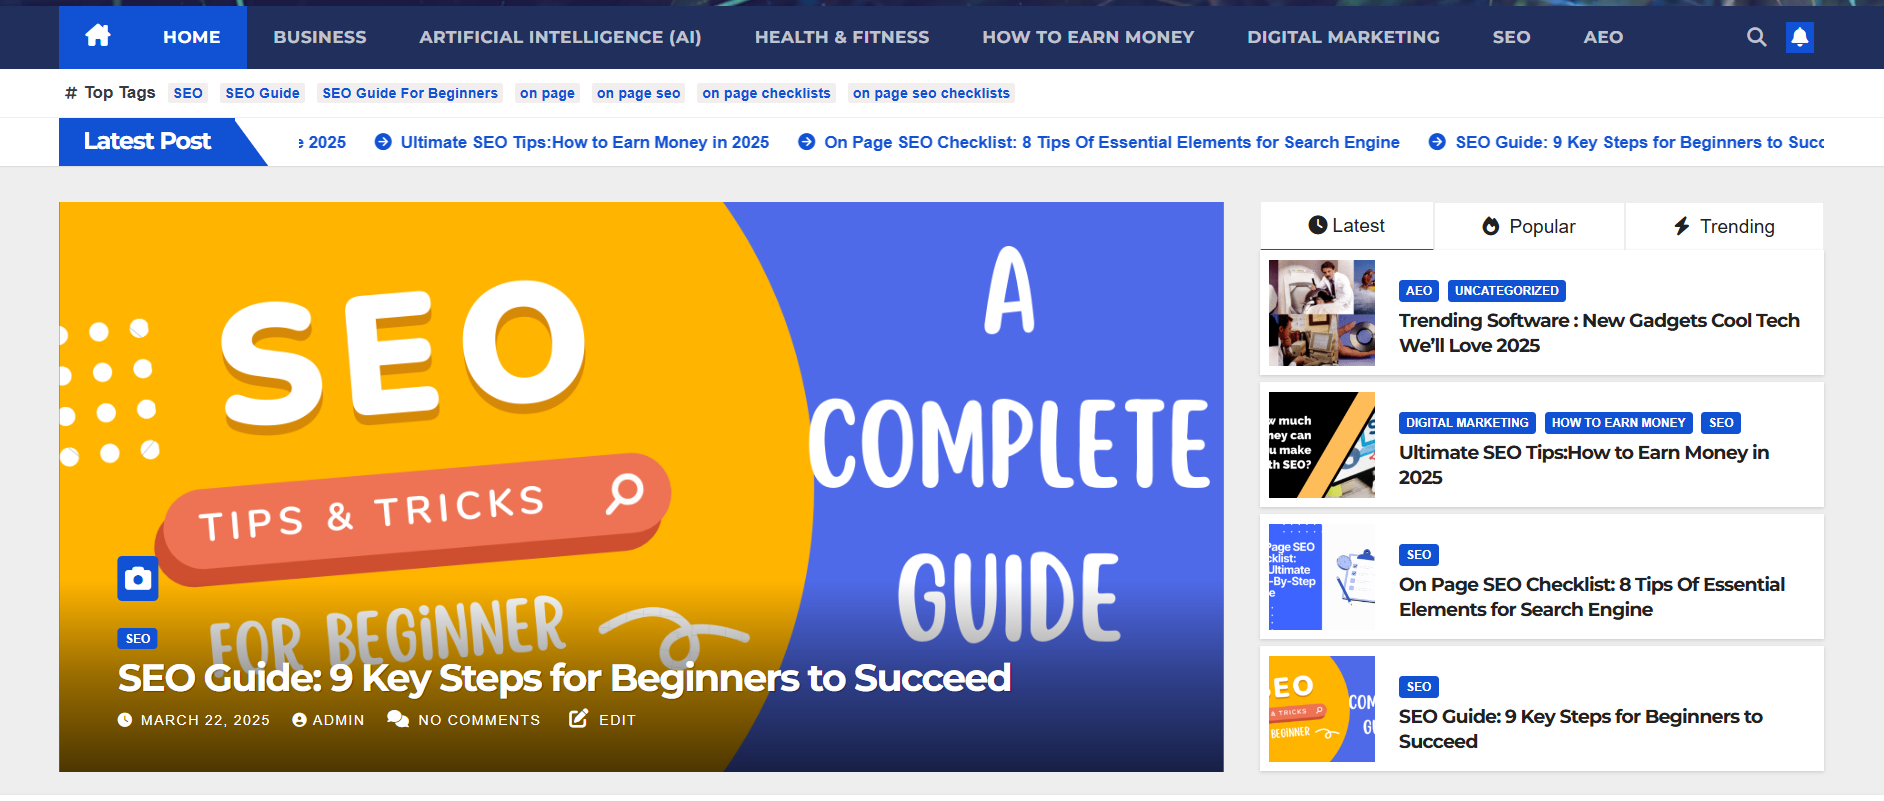 HOME BUSINESS ARTIFICIAL INTELLIGENCE (AI) HEALTH & FITNESS HOW TO EARN MONEY DIGITAL MARKETING SEO AEO
# Top Tags SEO SEO Guide SEO Guide For Beginners on page on page seo on page checklists on page seo checklists
Latest Post
2025 Ultimate SEO Tips:How to Earn Money in 2025 On Page SEO Checklist: 8 Tips Of Essential Elements for Search Engine SEO Guide: 9 Key Steps for Beginners to Succ
SEO
TIPS & TRICKS
FOR BEGINNER
A
COMPLETE
GUIDE
SEO
SEO Guide: 9 Key Steps for Beginners to Succeed
MARCH 22, 2025 ADMIN NO COMMENTS EDIT
Latest Popular Trending
AEO UNCATEGORIZED
Trending Software : New Gadgets Cool Tech
We'll Love 2025
w much
ney can
u make
th SEO?
DIGITAL MARKETING HOW TO EARN MONEY SEO
Ultimate SEO Tips:How to Earn Money in
2025
Page SEO
klist:
Ultimate
-By-Step
e
SEO
On Page SEO Checklist: 8 Tips Of Essential
Elements for Search Engine
SEO
& TRICKS
BEGINNER
COM
GU
SEO
SEO Guide: 9 Key Steps for Beginners to
Succeed